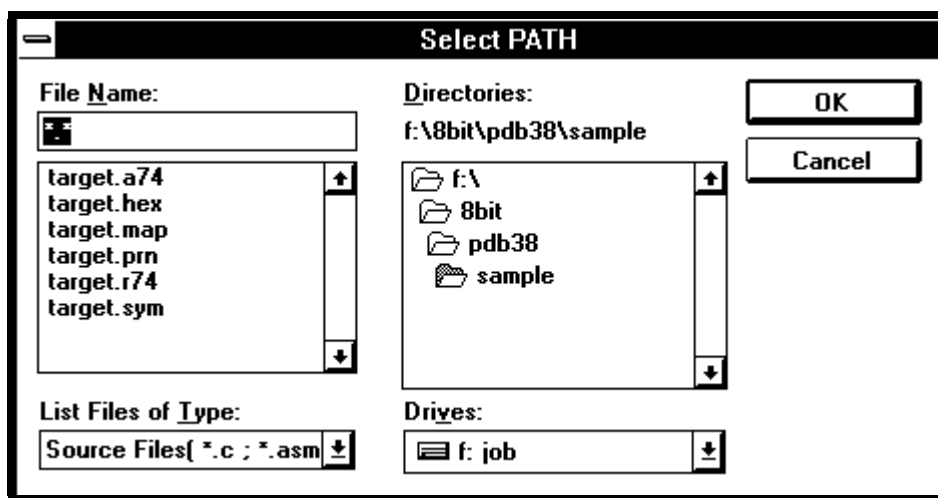 Select PATH
File Name:
*.*
target.a74
target.hex
target.map
target.prn
target.r74
target.sym
List Files of Type:
Source Files( *.c ; *.asm
Directories:
f:\8bit\pdb38\sample
f:\
8bit
pdb38
sample
Drives:
f: job
OK
Cancel